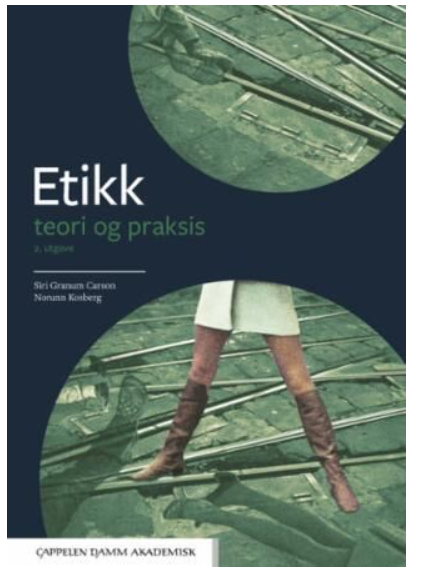 Etikk
teori og praksis
2. utgave
Siri Granum Carson
Norunn Kosberg
CAPPELEN DAMM AKADEMISK